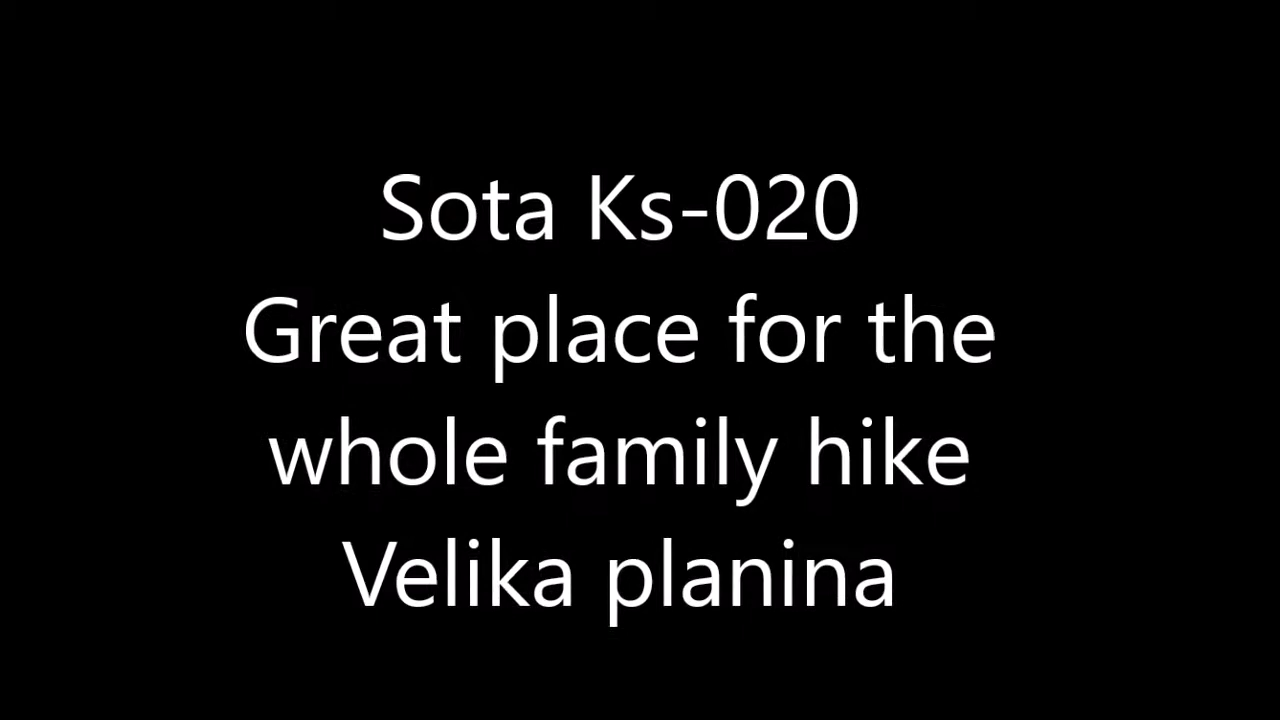 Sota Ks-020
Great place for the
whole family hike
Velika planina